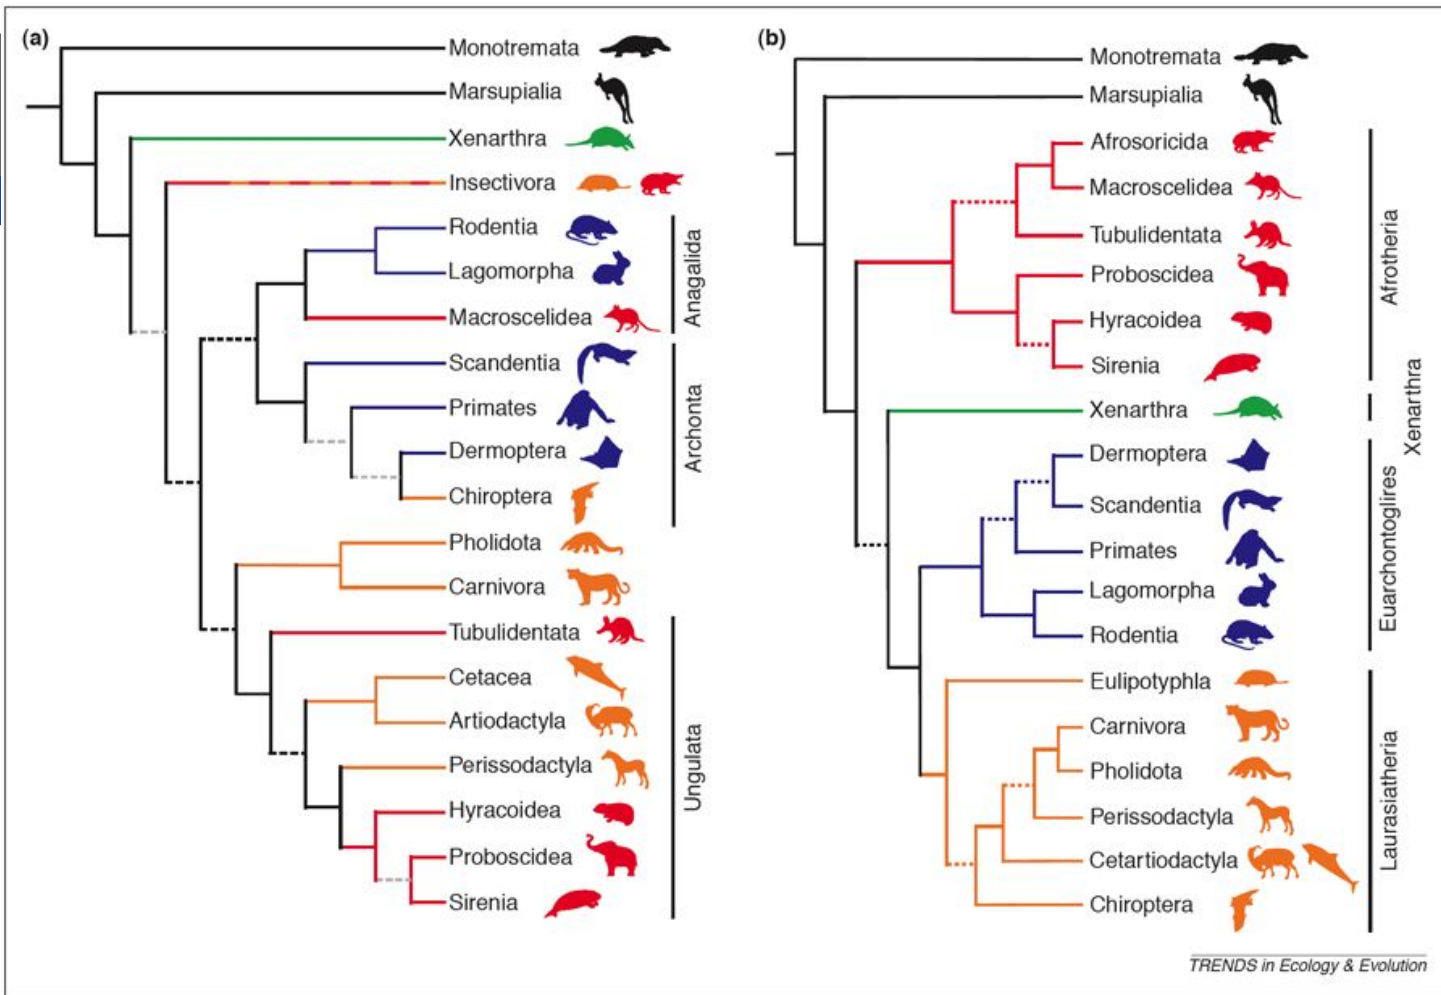 (a)
Monotremata
Marsupialia
Xenarthra
Insectivora
Rodentia
Lagomorpha
Macroscelidea
Anagalida
Scandentia
Primates
Dermoptera
Chiroptera
Archonta
Pholidota
Carnivora
Tubulidentata
Cetacea
Artiodactyla
Perissodactyla
Hyracoidea
Proboscidea
Sirenia
Ungulata
(b)
Monotremata
Marsupialia
Afrosoricida
Macroscelidea
Tubulidentata
Proboscidea
Hyracoidea
Sirenia
Afrotheria
Xenarthra
Xenarthra
Dermoptera
Scandentia
Primates
Lagomorpha
Rodentia
Euarchontoglires
Eulipotyphla
Carnivora
Pholidota
Perissodactyla
Cetartiodactyla
Chiroptera
Laurasiatheria
TRENDS in Ecology & Evolution